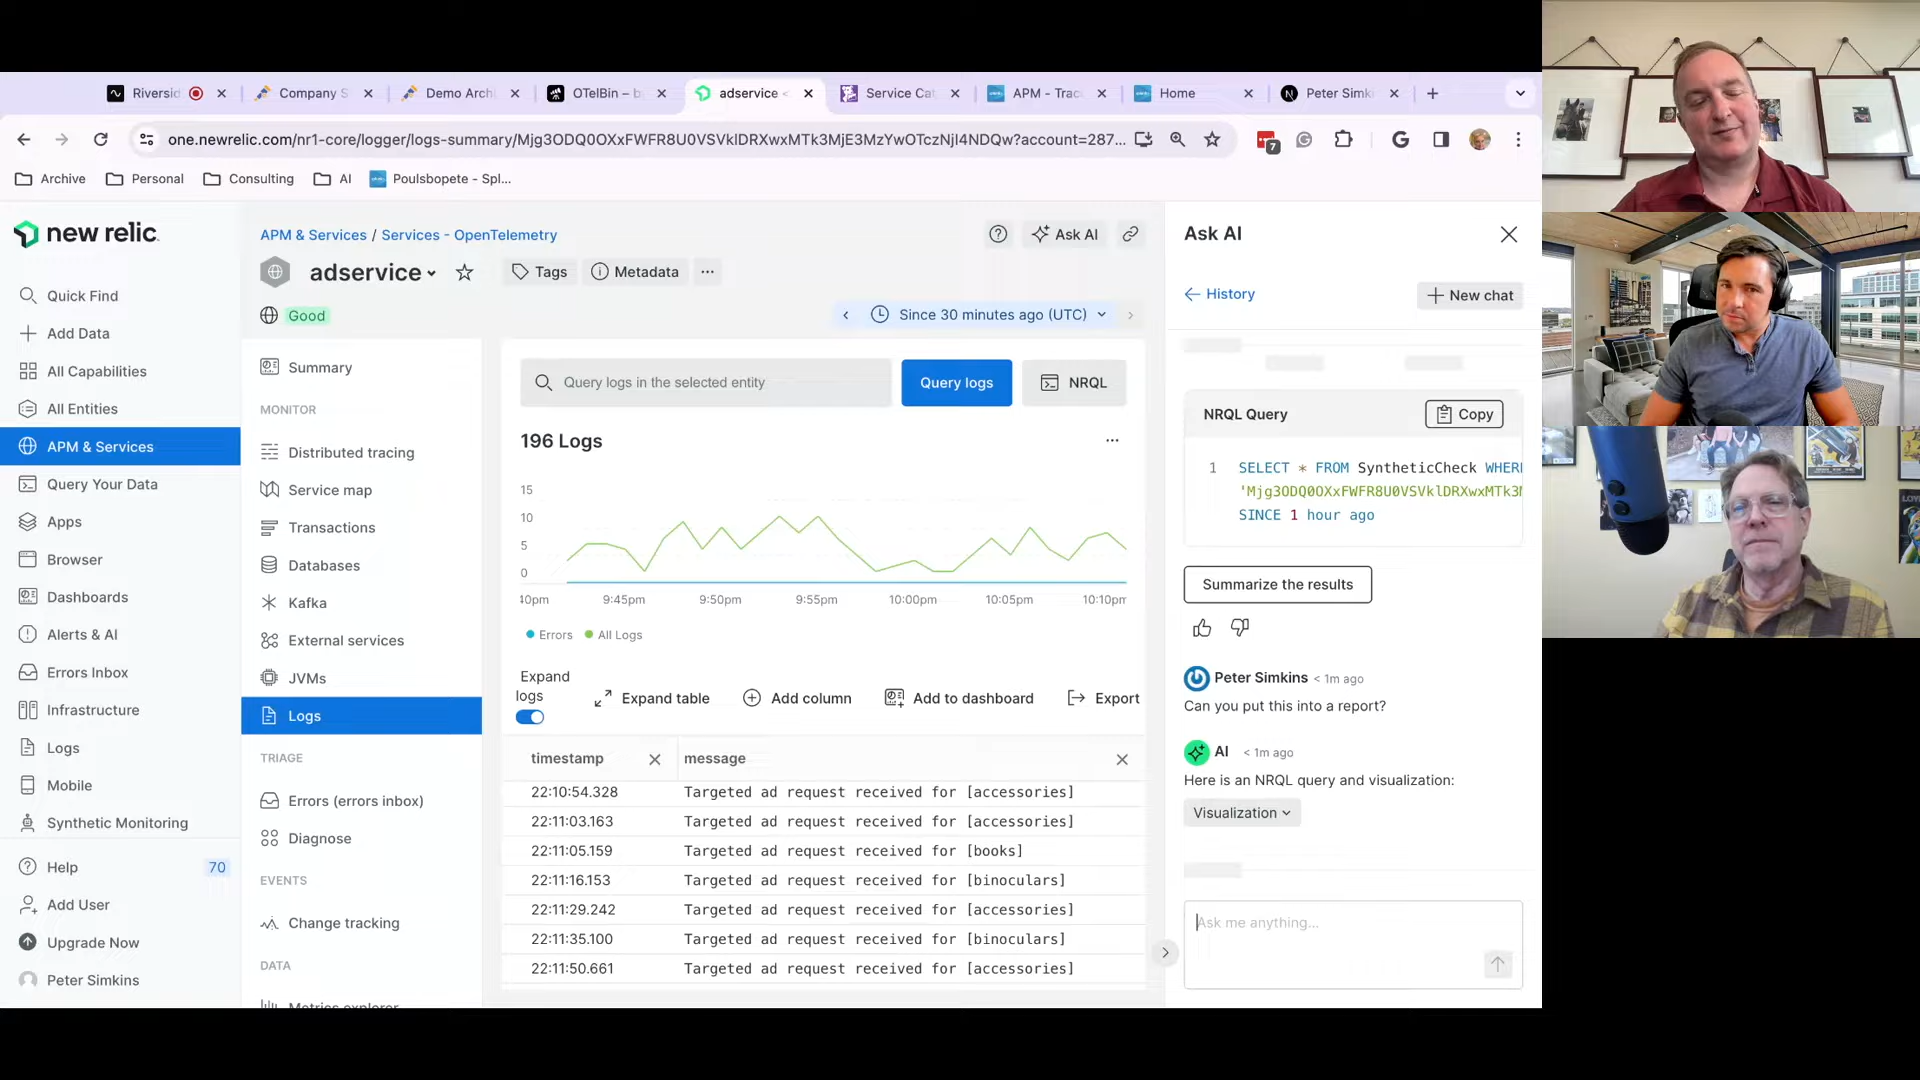 Riversid
Company S
Demo Arch
OTelBin – b
adservice <
Service Cat
APM - Trac
Home
Peter Simki
one.newrelic.com/nr1-core/logger/logs-summary/Mjg3ODQ0OXxFWFR8U0VSVklDRXwxMTk3MjE3MzYwOTczNjI4NDQw?account=287...
7
Archive
Personal
Consulting
AI
Poulsbopete - Spl...
new relic
Quick Find
Add Data
All Capabilities
All Entities
APM & Services
Query Your Data
Apps
Browser
Dashboards
Alerts & AI
Errors Inbox
Infrastructure
Logs
Mobile
Synthetic Monitoring
Help 70
Add User
Upgrade Now
Peter Simkins
APM & Services / Services - OpenTelemetry
Ask AI
adservice
Tags
Metadata
Good
Since 30 minutes ago (UTC)
Summary
MONITOR
Distributed tracing
Service map
Transactions
Databases
Kafka
External services
JVMs
Logs
TRIAGE
Errors (errors inbox)
Diagnose
EVENTS
Change tracking
DATA
Metrics explorer
Query logs in the selected entity
Query logs
NRQL
196 Logs
15
10
5
0
:40pm 9:45pm 9:50pm 9:55pm 10:00pm 10:05pm 10:10pm
Errors All Logs
Expand
logs
Expand table
Add column
Add to dashboard
Export
timestamp message
22:10:54.328 Targeted ad request received for [accessories]
22:11:03.163 Targeted ad request received for [accessories]
22:11:05.159 Targeted ad request received for [books]
22:11:16.153 Targeted ad request received for [binoculars]
22:11:29.242 Targeted ad request received for [accessories]
22:11:35.100 Targeted ad request received for [binoculars]
22:11:50.661 Targeted ad request received for [accessories]
Ask AI
History
New chat
NRQL Query
Copy
1 SELECT * FROM SyntheticCheck WHERE
'Mjg3ODQ0OXxFWFR8U0VSVklDRXwxMTk3M
SINCE 1 hour ago
Summarize the results
Peter Simkins < 1m ago
Can you put this into a report?
AI < 1m ago
Here is an NRQL query and visualization:
Visualization
Ask me anything...